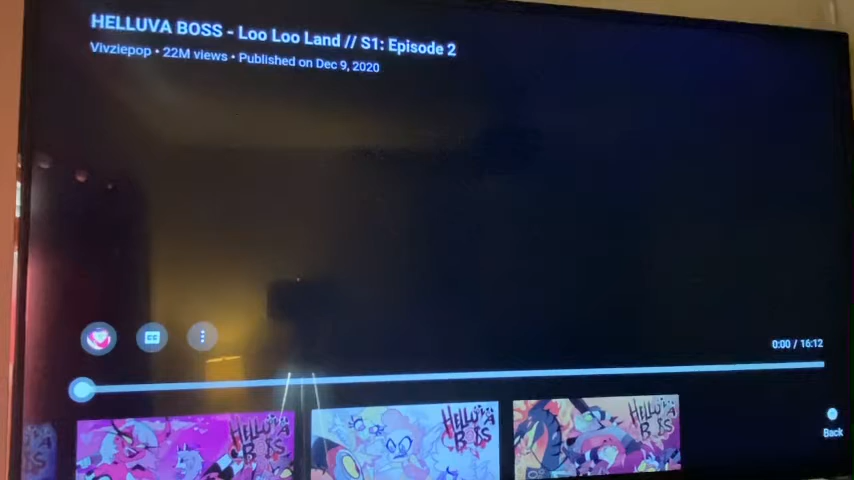 HELLUVA BOSS - Loo Loo Land // S1: Episode 2
Vivziepop • 22M views • Published on Dec 9, 2020
CC
0:00 / 16:12
HELLUVA BOSS
HELLUVA BOSS
HELLUVA BOSS
Back